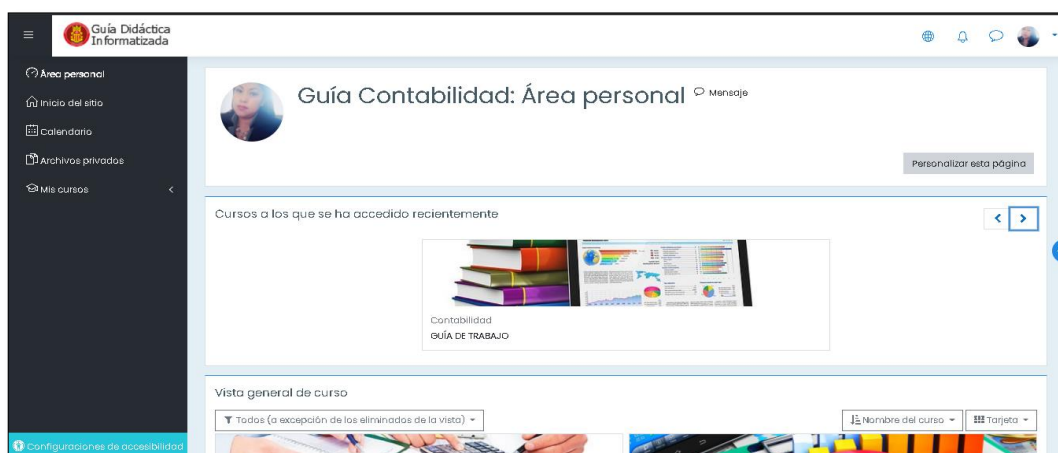 Guía Didáctica
Informatizada
Área personal
Inicio del sitio
Calendario
Archivos privados
Mis cursos
Configuraciones de accesibilidad
Guía Contabilidad: Área personal
Mensaje
Personalizar esta página
Cursos a los que se ha accedido recientemente
Contabilidad
GUÍA DE TRABAJO
Vista general de curso
Todos (a excepción de los eliminados de la vista)
Nombre del curso
Tarjeta